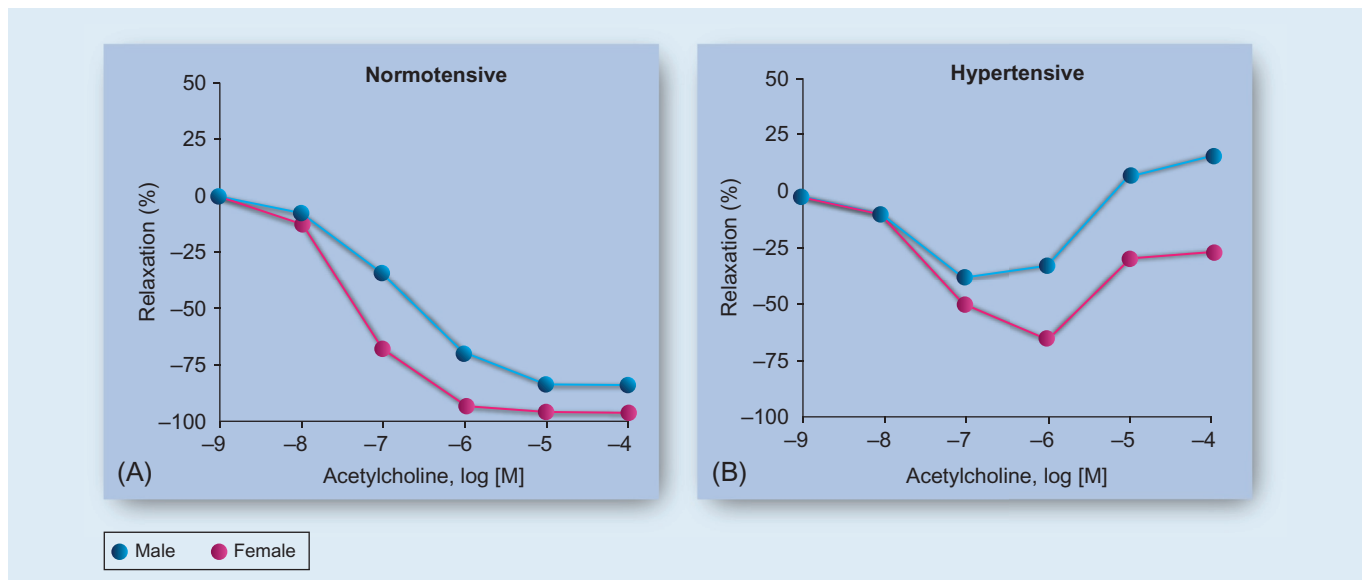 Normotensive
50
25
0
–25
–50
–75
–100
Relaxation (%)
–9 –8 –7 –6 –5 –4
Acetylcholine, log [M]
(A)
Hypertensive
50
25
0
–25
–50
–75
–100
Relaxation (%)
–9 –8 –7 –6 –5 –4
Acetylcholine, log [M]
(B)
Male Female